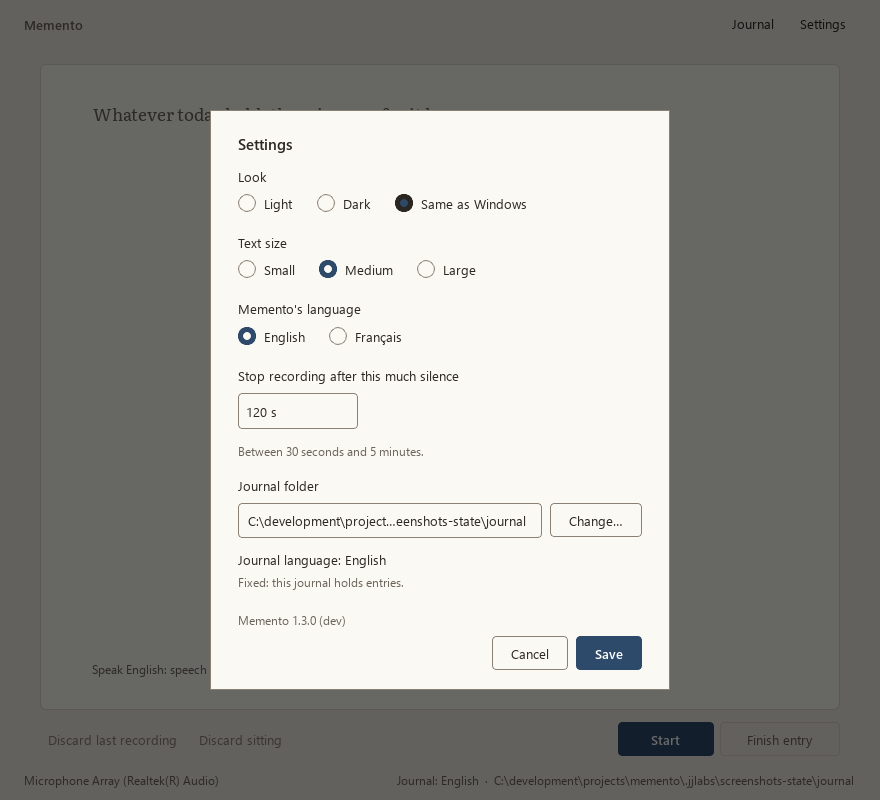 Memento
Journal
Settings
Whatever
Settings
Look
Light
Dark
Same as Windows
Text size
Small
Medium
Large
Memento's language
English
Français
Stop recording after this much silence
120 s
Between 30 seconds and 5 minutes.
Journal folder
C:\development\project...eenshots-state\journal
Change...
Journal language: English
Fixed: this journal holds entries.
Memento 1.3.0 (dev)
Cancel
Save
Speak English: speech
Discard last recording
Discard sitting
Start
Finish entry
Microphone Array (Realtek(R) Audio)
Journal: English · C:\development\projects\memento\.jjlabs\screenshots-state\journal